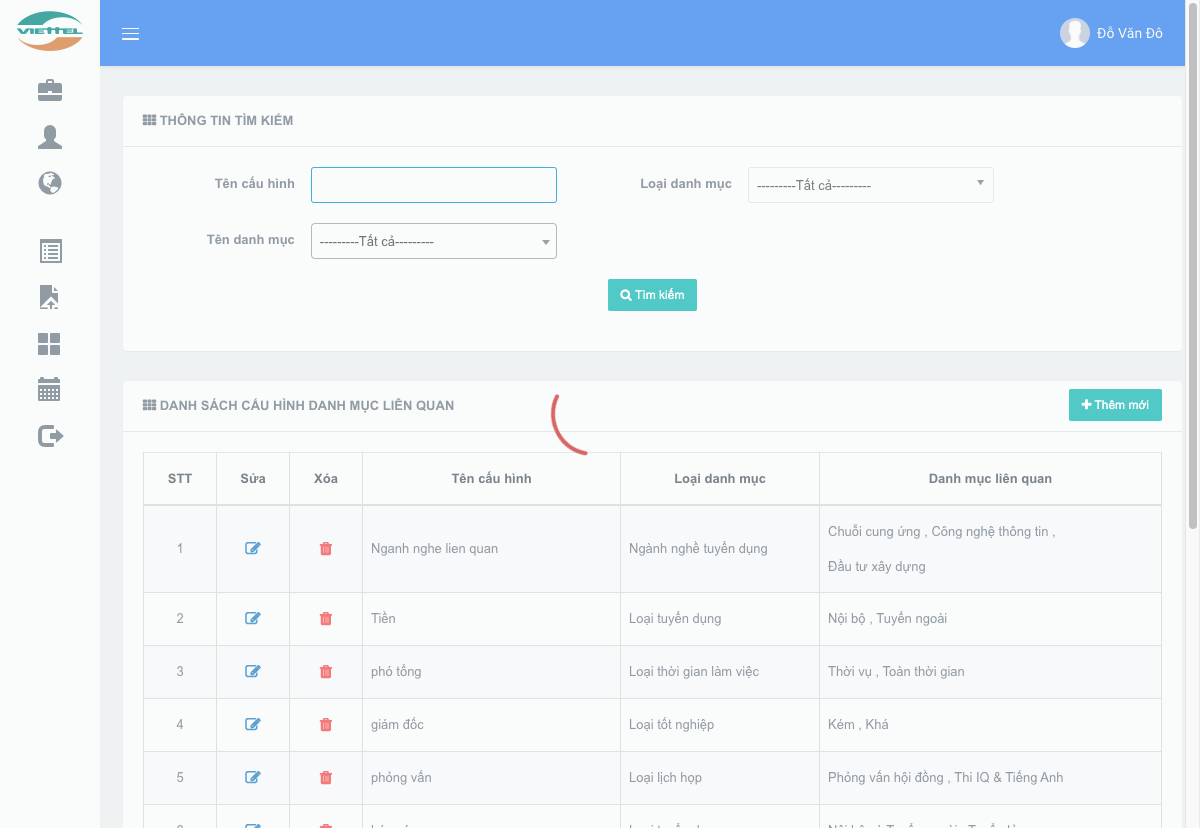 VIETTEL
Đỗ Văn Đô
THÔNG TIN TÌM KIẾM
Tên cấu hình
Loại danh mục
---------Tất cả---------
Tên danh mục
---------Tất cả---------
Tìm kiếm
DANH SÁCH CẤU HÌNH DANH MỤC LIÊN QUAN
Thêm mới
STT Sửa Xóa Tên cấu hình Loại danh mục Danh mục liên quan
1 Nganh nghe lien quan Ngành nghề tuyển dụng Chuỗi cung ứng , Công nghệ thông tin ,
Đầu tư xây dựng
2 Tiền Loại tuyển dụng Nội bộ , Tuyển ngoài
3 phó tổng Loại thời gian làm việc Thời vụ , Toàn thời gian
4 giám đốc Loại tốt nghiệp Kém , Khá
5 phỏng vấn Loại lịch họp Phỏng vấn hội đồng , Thi IQ & Tiếng Anh